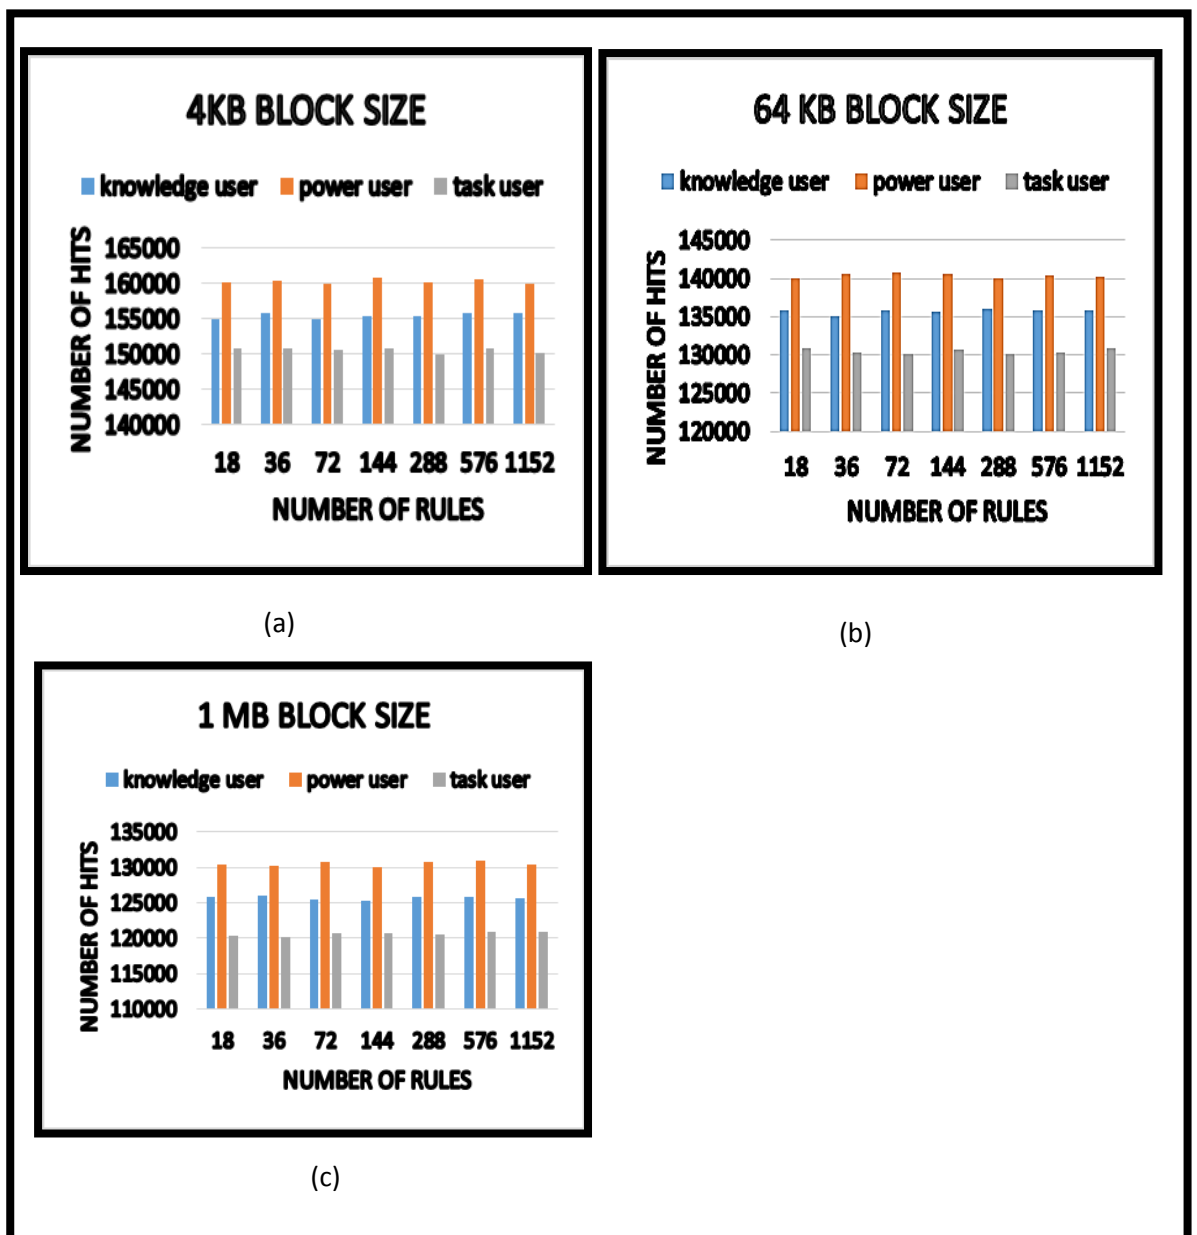 4KB BLOCK SIZE
knowledge user power user task user
NUMBER OF HITS
165000
160000
155000
150000
145000
140000
18 36 72 144 288 576 1152
NUMBER OF RULES
(a)
64 KB BLOCK SIZE
knowledge user power user task user
NUMBER OF HITS
145000
140000
135000
130000
125000
120000
18 36 72 144 288 576 1152
NUMBER OF RULES
(b)
1 MB BLOCK SIZE
knowledge user power user task user
NUMBER OF HITS
135000
130000
125000
120000
115000
110000
18 36 72 144 288 576 1152
NUMBER OF RULES
(c)